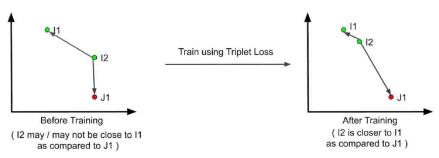 I1
I2
J1
Before Training
( I2 may / may not be close to I1
as compared to J1 )
Train using Triplet Loss
I1
I2
J1
After Training
( I2 is closer to I1
as compared to J1 )